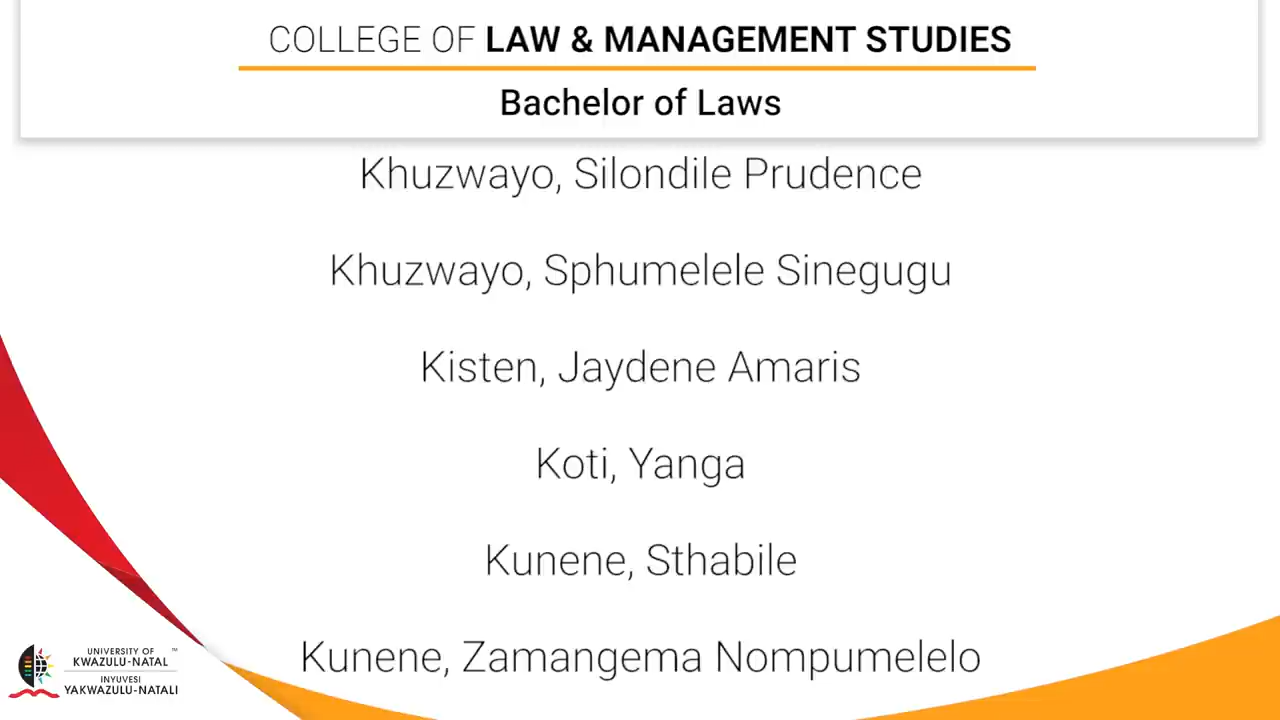 COLLEGE OF LAW & MANAGEMENT STUDIES
Bachelor of Laws
Khuzwayo, Silondile Prudence
Khuzwayo, Sphumelele Sinegugu
Kisten, Jaydene Amaris
Koti, Yanga
Kunene, Sthabile
Kunene, Zamangema Nompumelelo
UNIVERSITY OF ™
KWAZULU-NATAL
INYUVESI
YAKWAZULU-NATALI